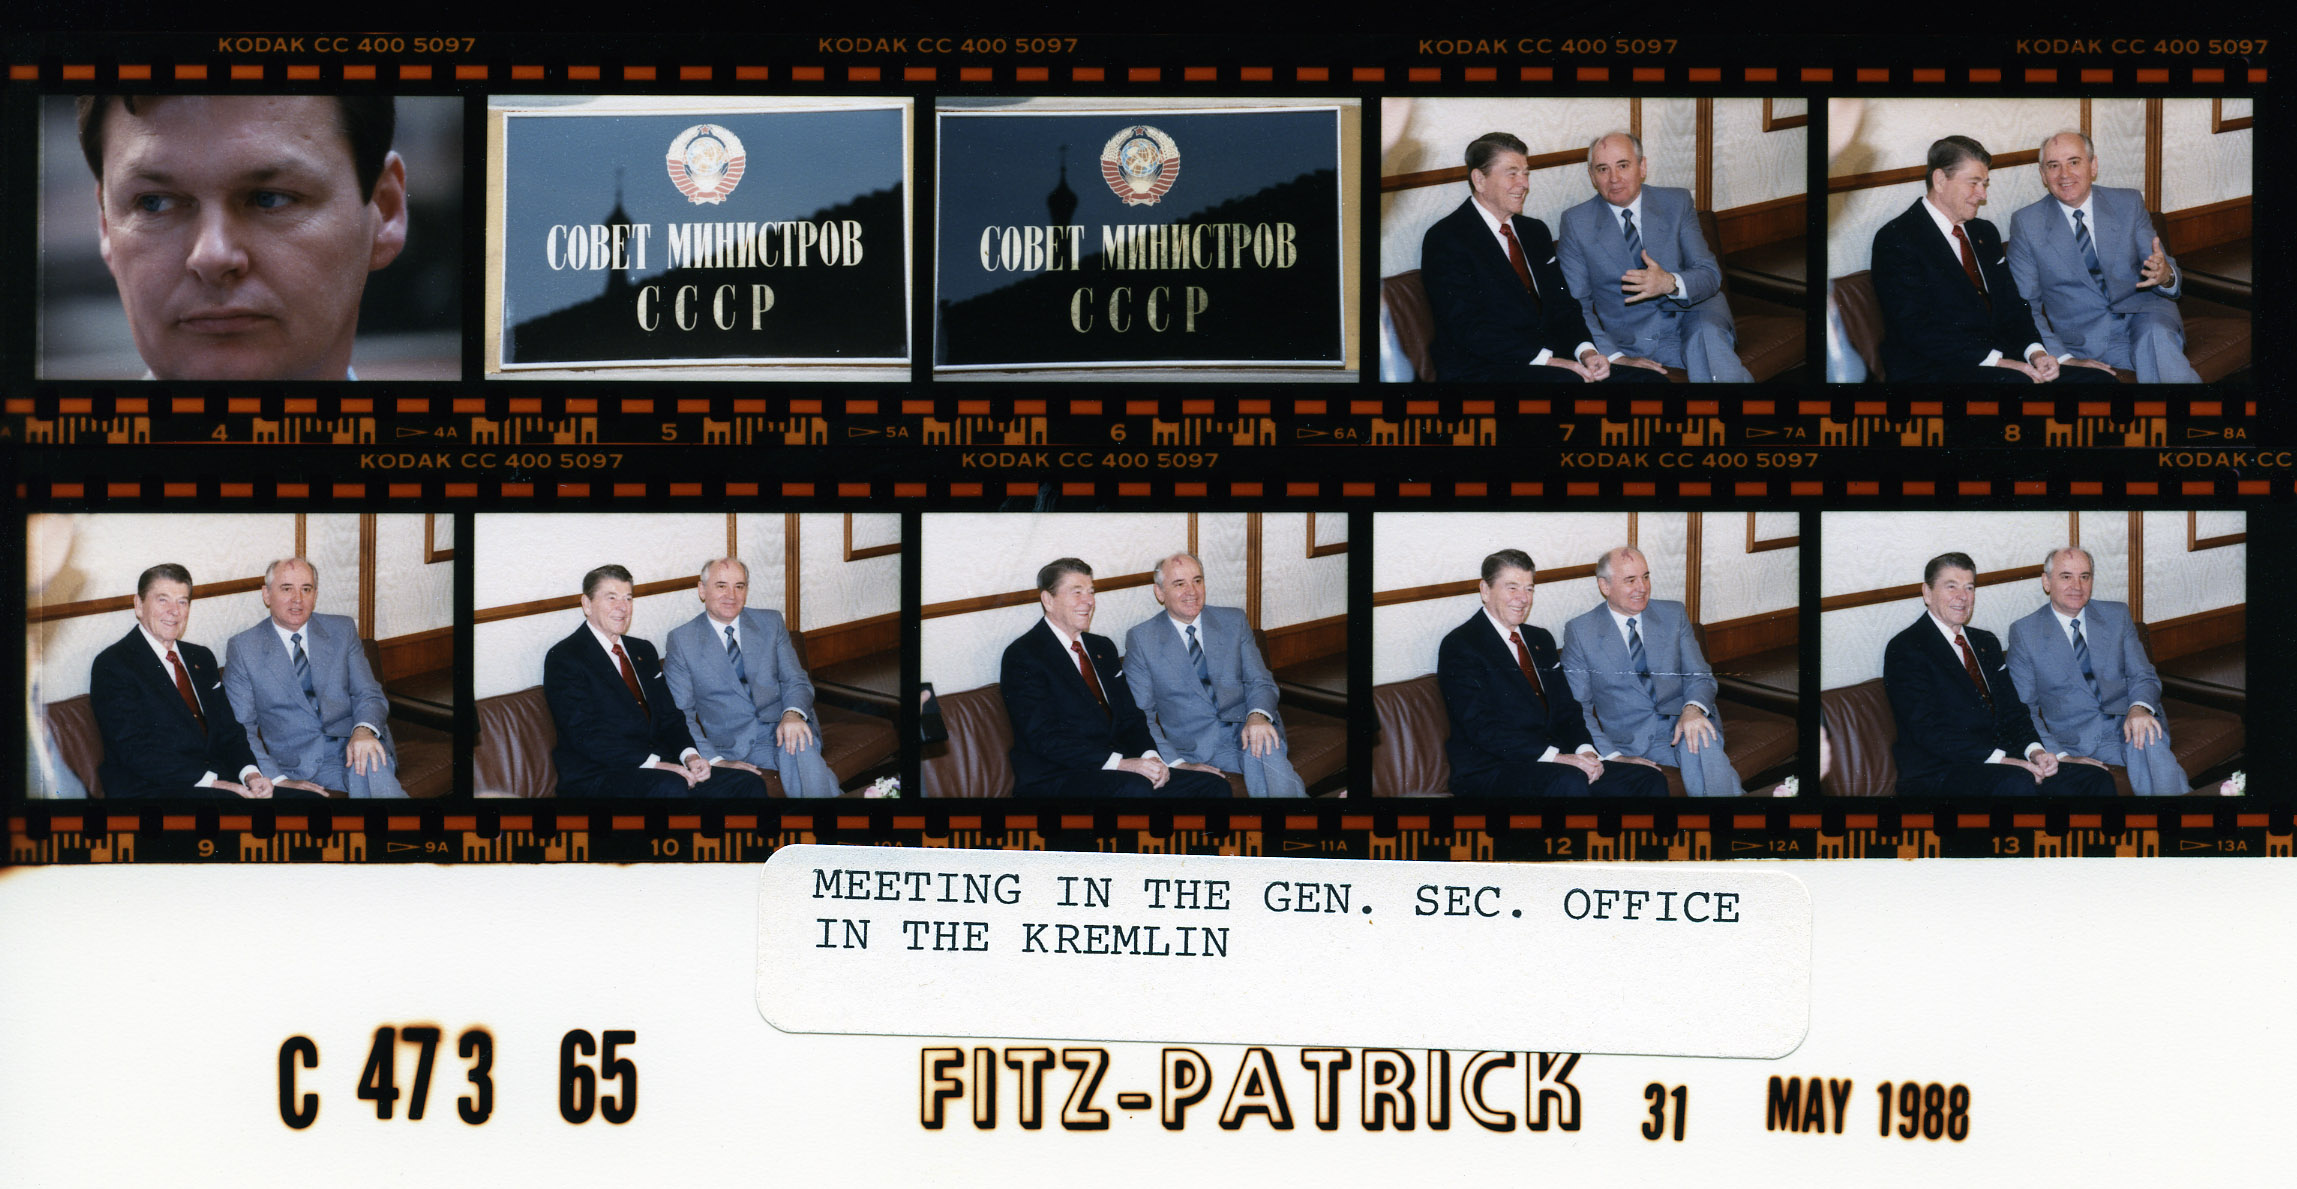 KODAK CC 400 5097 KODAK CC 400 5097 KODAK CC 400 5097 KODAK CC 400 5097
СОВЕТ МИНИСТРОВ
СССР
СОВЕТ МИНИСТРОВ
СССР
4 4A 5 5A 6 6A 7 7A 8 8A
KODAK CC 400 5097 KODAK CC 400 5097 KODAK CC 400 5097 KODAK CC
9 9A 10 10A 11 11A 12 12A 13 13A
MEETING IN THE GEN. SEC. OFFICE
IN THE KREMLIN
C 473 65 FITZ-PATRICK 31 MAY 1988